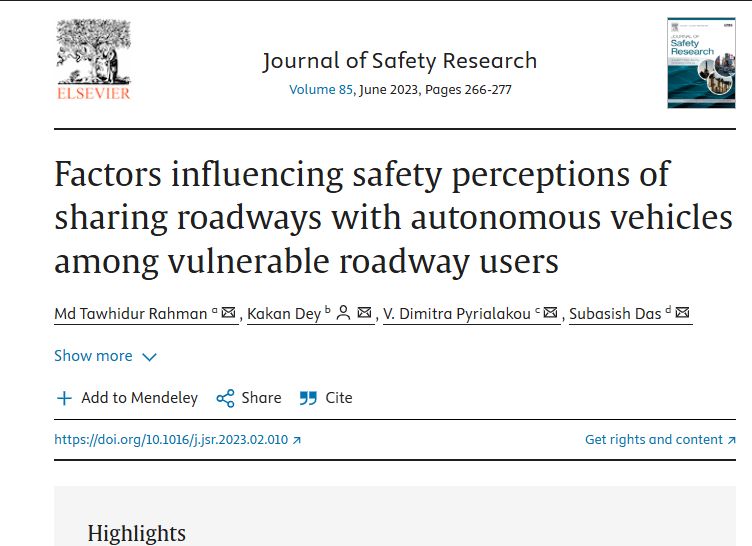 ELSEVIER
Journal of Safety Research
Volume 85, June 2023, Pages 266-277
JOURNAL OF
Safety
Research
Factors influencing safety perceptions of
sharing roadways with autonomous vehicles
among vulnerable roadway users
Md Tawhidur Rahman a, Kakan Dey b, V. Dimitra Pyrialakou c, Subasish Das d
Show more
Add to Mendeley Share Cite
https://doi.org/10.1016/j.jsr.2023.02.010 Get rights and content
Highlights